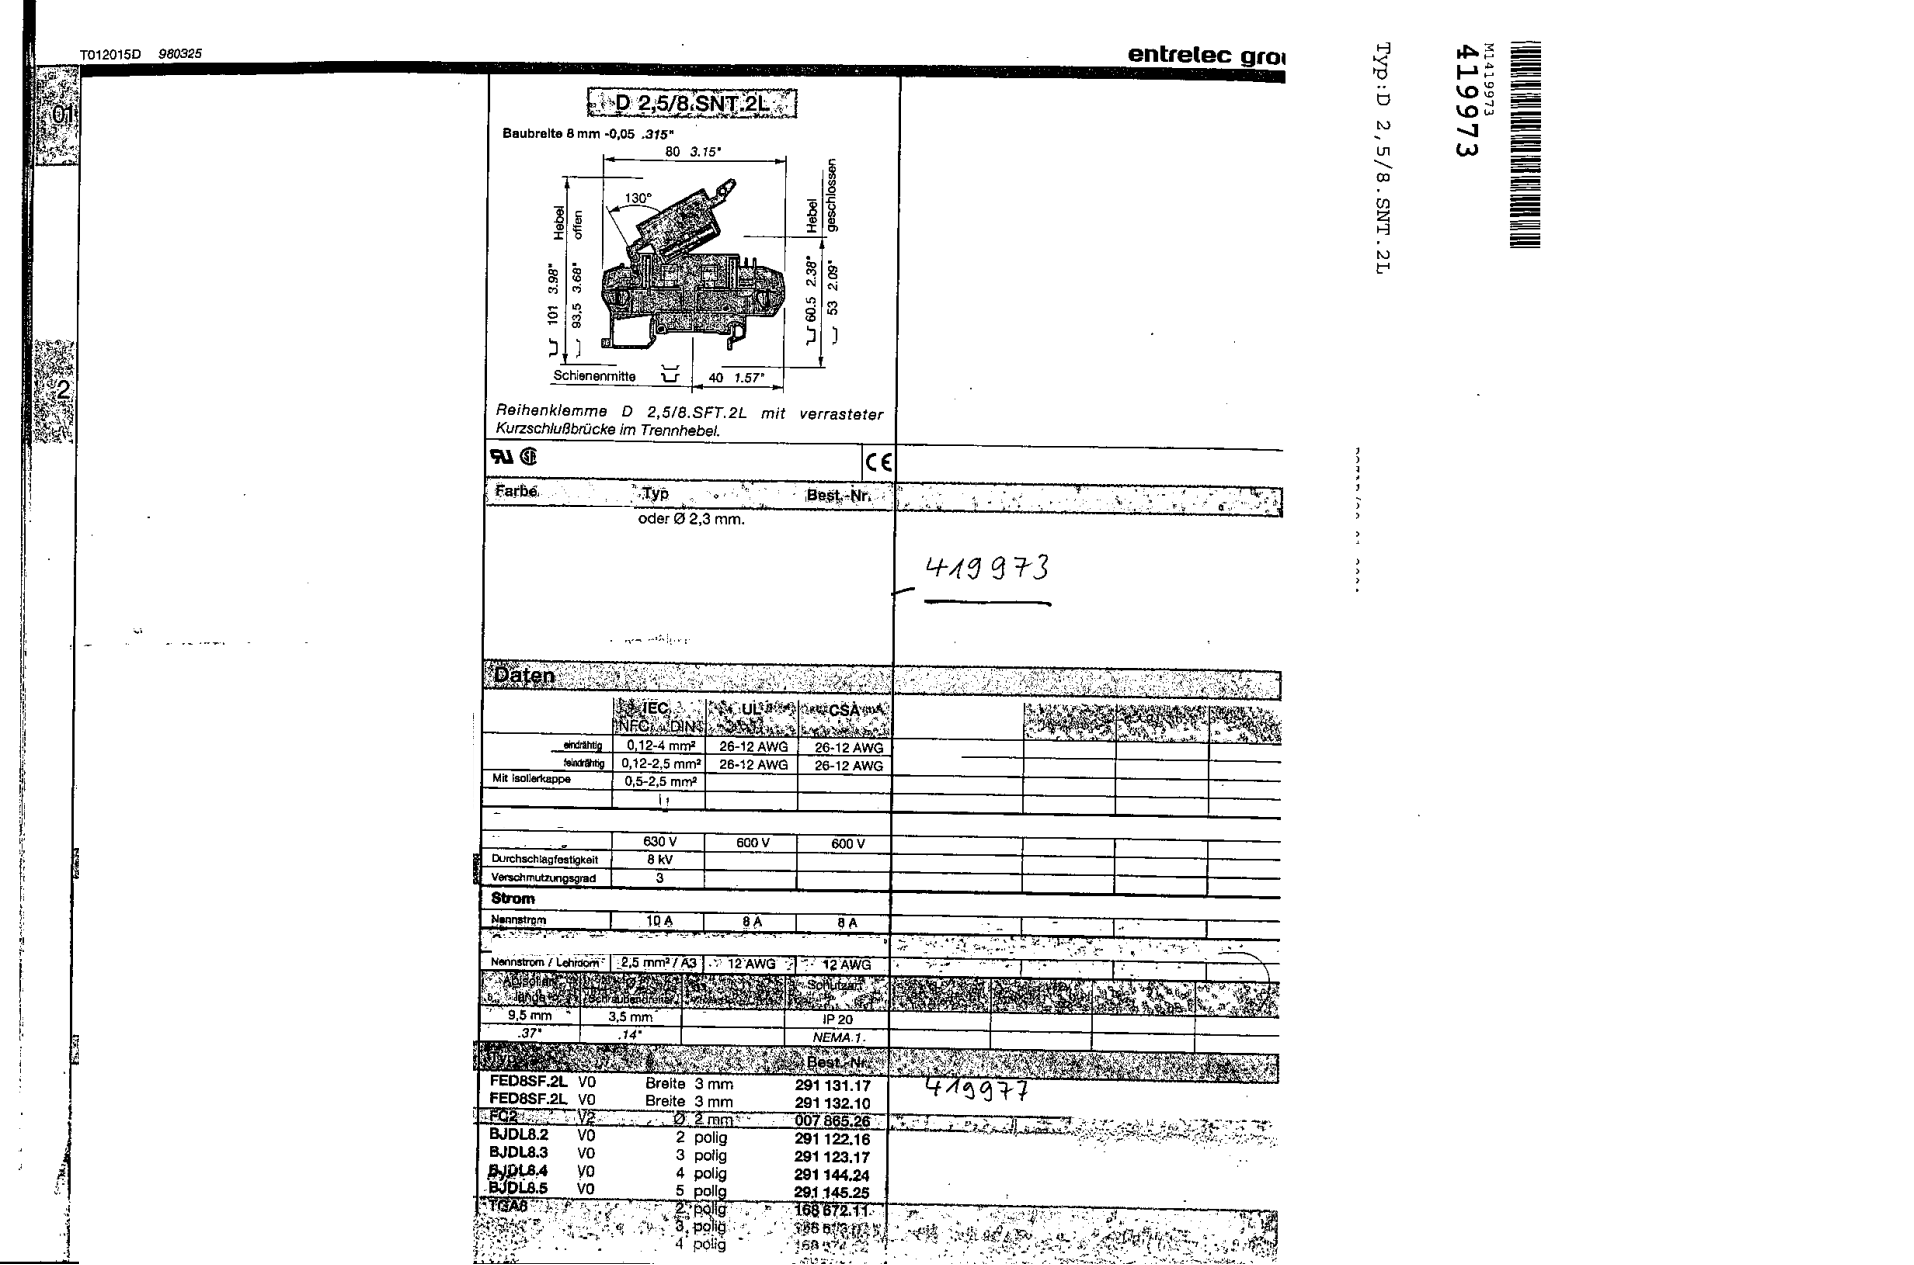 T012015D 980325
entrelec grou
01
2
D 2,5/8.SNT.2L
Baubreite 8 mm -0,05 .315"
80 3.15"
130°
Hebel offen
Hebel geschlossen
101 3.98"
93,5 3.68"
60.5 2.38"
53 2.09"
Schienenmitte
40 1.57"
Reihenklemme D 2,5/8.SFT.2L mit verrasteter
Kurzschlußbrücke im Trennhebel.
CE
Farbe Typ Best.-Nr.
oder Ø 2,3 mm.
419973
Daten
IEC UL CSA
NFC DIN
eindrähtig 0,12-4 mm² 26-12 AWG 26-12 AWG
feindrähtig 0,12-2,5 mm² 26-12 AWG 26-12 AWG
Mit Isolierkappe 0,5-2,5 mm²
630 V 600 V 600 V
Durchschlagfestigkeit 8 kV
Verschmutzungsgrad 3
Strom
Nennstrom 10 A 8 A 8 A
Nennstrom / Lehrdorn 2,5 mm² / A3 12 AWG 12 AWG
Schutzart
9,5 mm 3,5 mm IP 20
.37" .14" NEMA 1
Best.-Nr.
FED8SF.2L V0 Breite 3 mm 291 131.17 419977
FED8SF.2L V0 Breite 3 mm 291 132.10
FC2 V2 Ø 2 mm 007 865.26
BJDL8.2 V0 2 polig 291 122.16
BJDL8.3 V0 3 polig 291 123.17
BJDL8.4 V0 4 polig 291 144.24
BJDL8.5 V0 5 polig 291 145.25
2 polig 168 672.11
3 polig
4 polig
M1419973
419973
Typ:D 2,5/8.SNT.2L